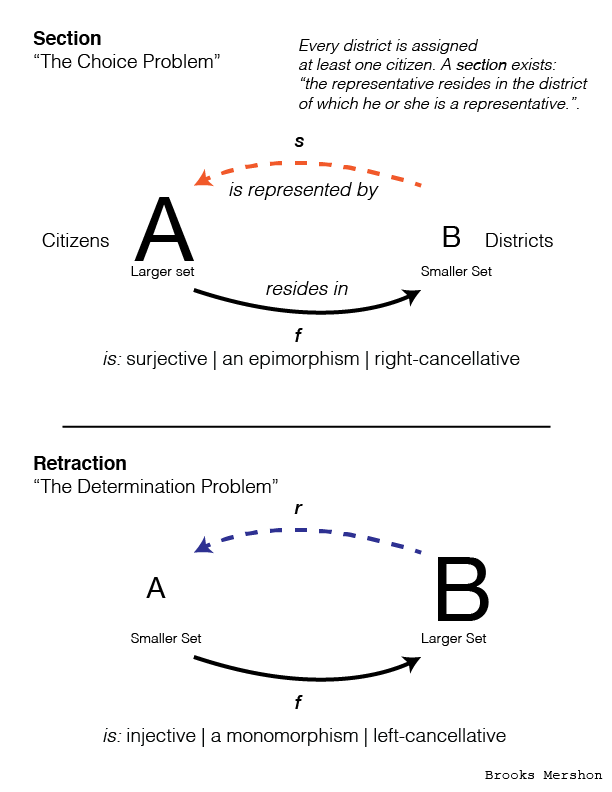 Section
“The Choice Problem”
Every district is assigned
at least one citizen. A section exists:
“the representative resides in the district
of which he or she is a representative.”.
s
is represented by
Citizens A B Districts
Larger set Smaller Set
resides in
f
is: surjective | an epimorphism | right-cancellative
Retraction
“The Determination Problem”
r
A B
Smaller Set Larger Set
f
is: injective | a monomorphism | left-cancellative
Brooks Mershon